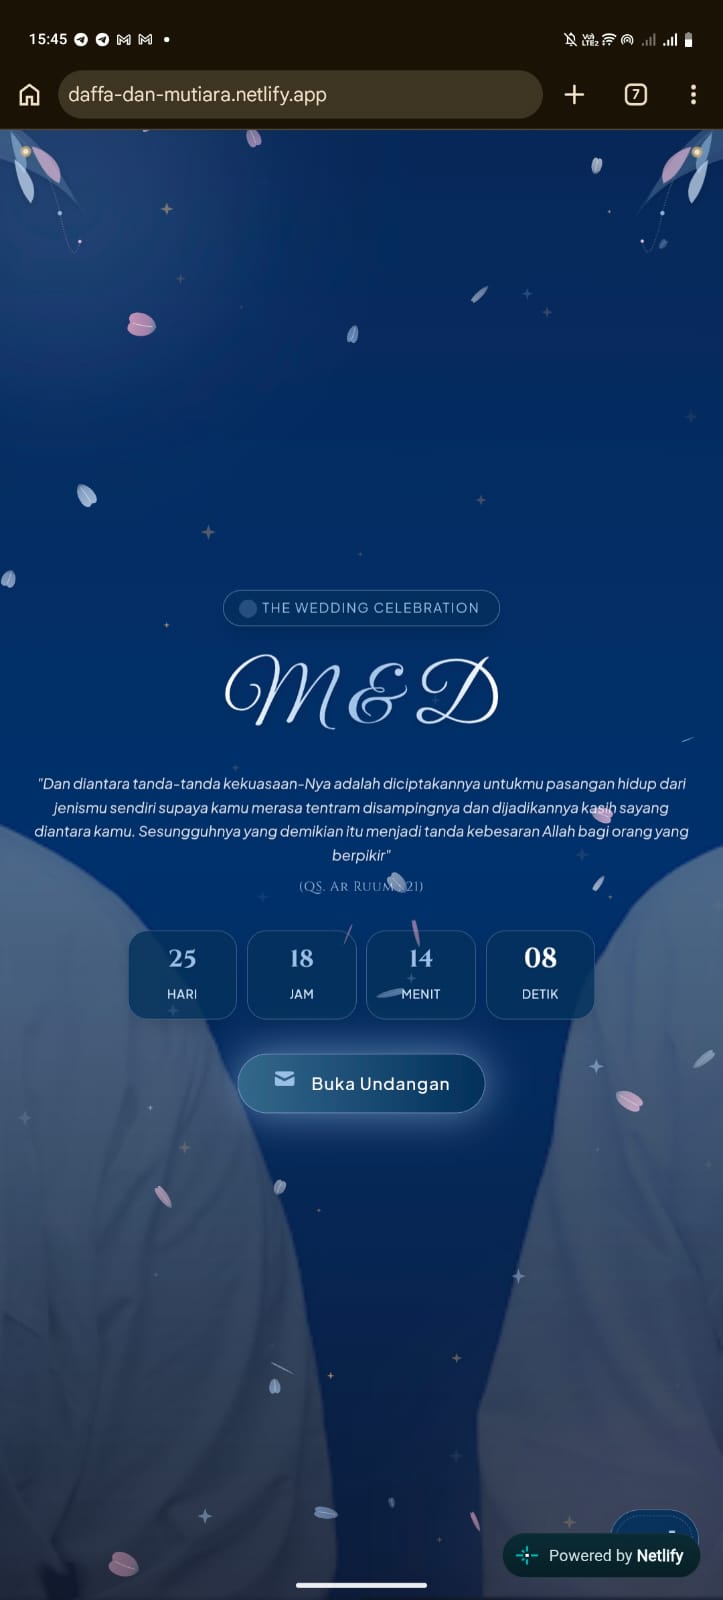 15:45
Vo
LTE2
daffa-dan-mutiara.netlify.app
7
THE WEDDING CELEBRATION
M & D
"Dan diantara tanda-tanda kekuasaan-Nya adalah diciptakannya untukmu pasangan hidup dari
jenismu sendiri supaya kamu merasa tentram disampingnya dan dijadikannya kasih sayang
diantara kamu. Sesungguhnya yang demikian itu menjadi tanda kebesaran Allah bagi orang yang
berpikir"
(QS. Ar Ruum : 21)
25 18 14 08
HARI JAM MENIT DETIK
Buka Undangan
Powered by Netlify